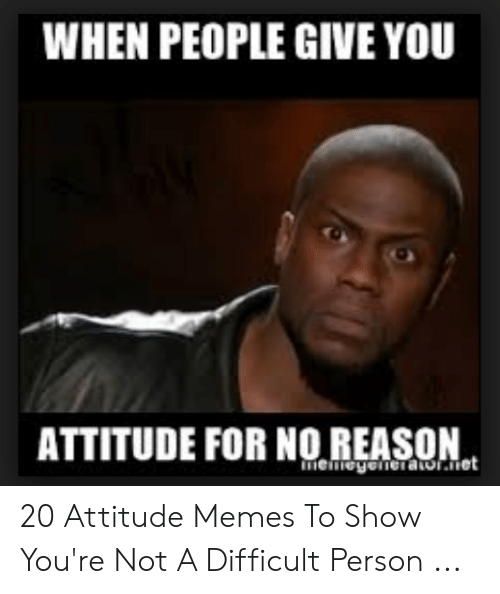 WHEN PEOPLE GIVE YOU
ATTITUDE FOR NO REASON
memegenerator.net
20 Attitude Memes To Show
You're Not A Difficult Person ...